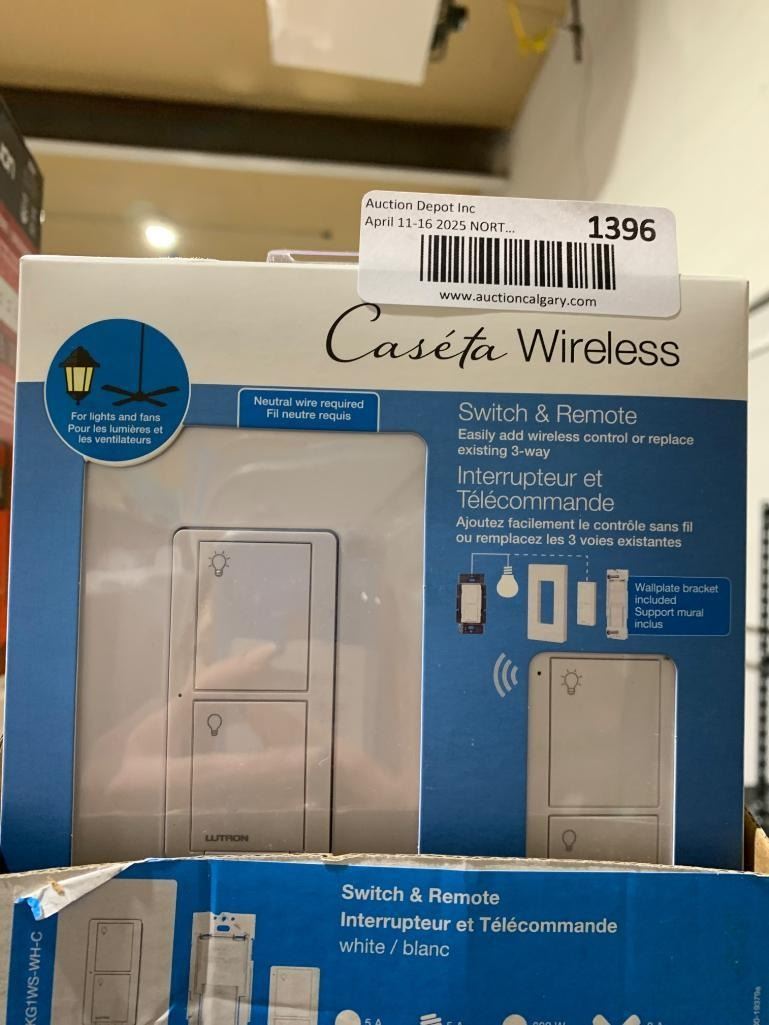 Auction Depot Inc
April 11-16 2025 NORT...
1396
www.auctioncalgary.com
Caséta Wireless
For lights and fans
Pour les lumières et
les ventilateurs
Neutral wire required
Fil neutre requis
Switch & Remote
Easily add wireless control or replace
existing 3-way
Interrupteur et
Télécommande
Ajoutez facilement le contrôle sans fil
ou remplacez les 3 voies existantes
Wallplate bracket
included
Support mural
inclus
LUTRON
Switch & Remote
Interrupteur et Télécommande
white / blanc
KG1WS-WH-C
5 A